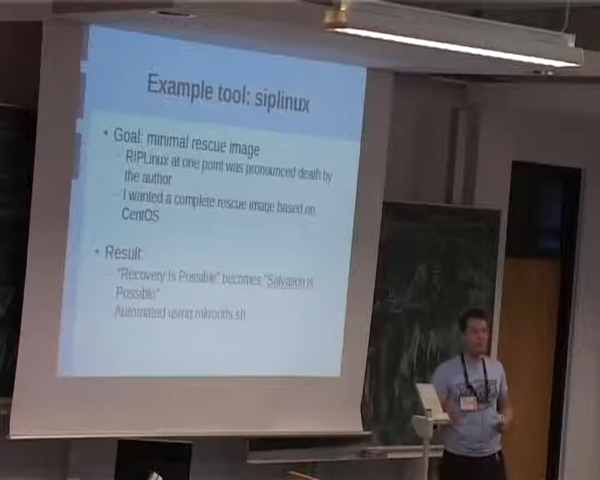 Example tool: siplinux
• Goal: minimal rescue image
- RIPLinux at one point was pronounced death by
the author
- I wanted a complete rescue image based on
CentOS
• Result:
- "Recovery Is Possible" becomes "Salvation Is
Possible"
Automated using mkrootfs.sh